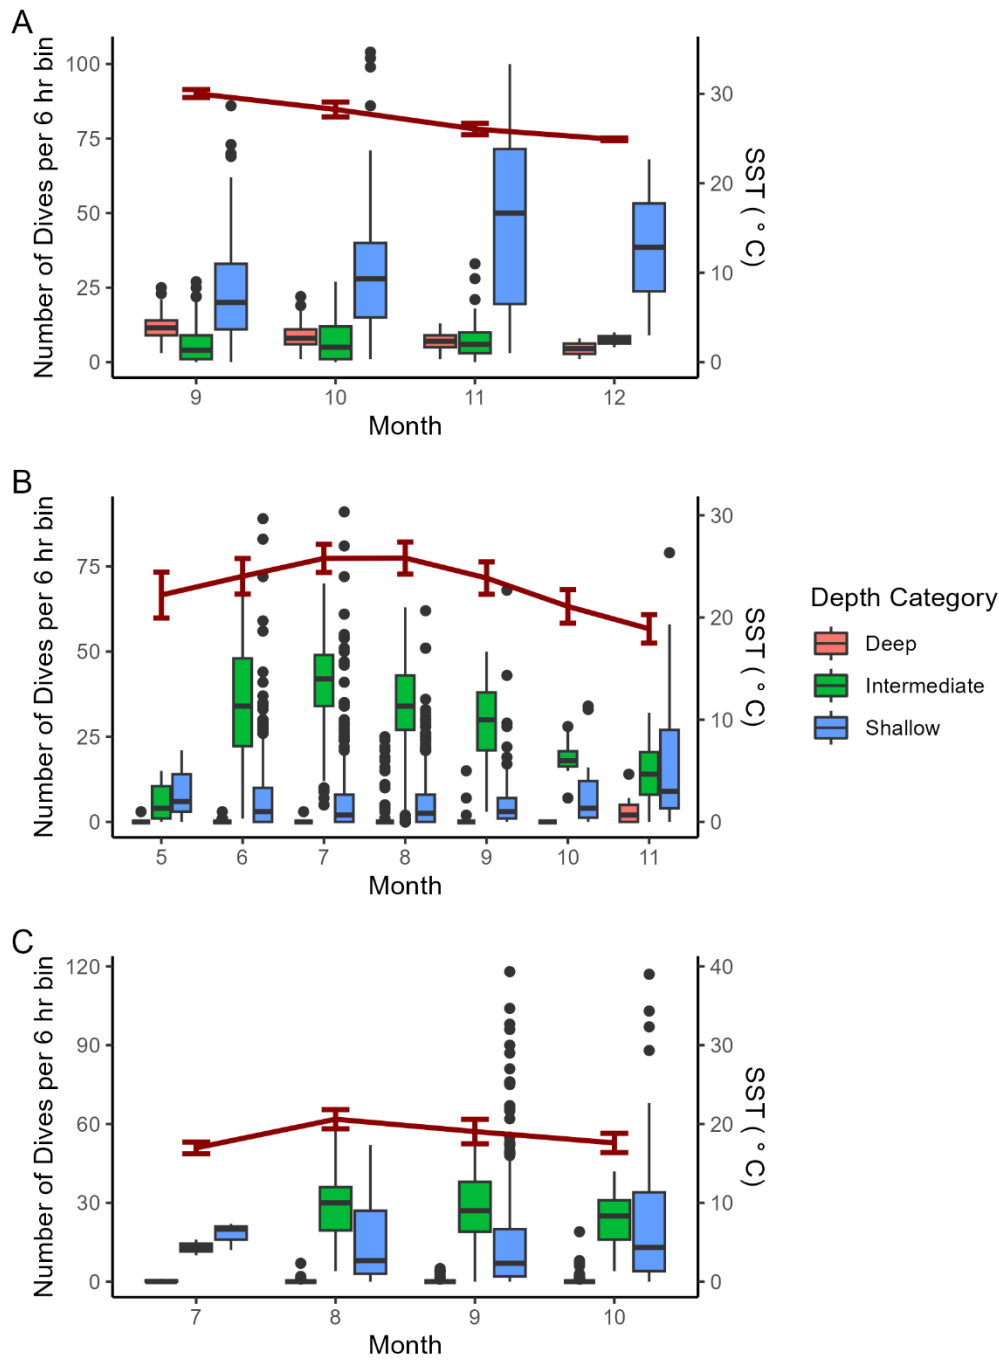 A
Number of Dives per 6 hr bin
100
75
50
25
0
30
20
10
0
SST ( ° C)
9 10 11 12
Month
B
Number of Dives per 6 hr bin
75
50
25
0
30
20
10
0
SST ( ° C)
5 6 7 8 9 10 11
Month
Depth Category
Deep
Intermediate
Shallow
C
Number of Dives per 6 hr bin
120
90
60
30
0
40
30
20
10
0
SST ( ° C)
7 8 9 10
Month